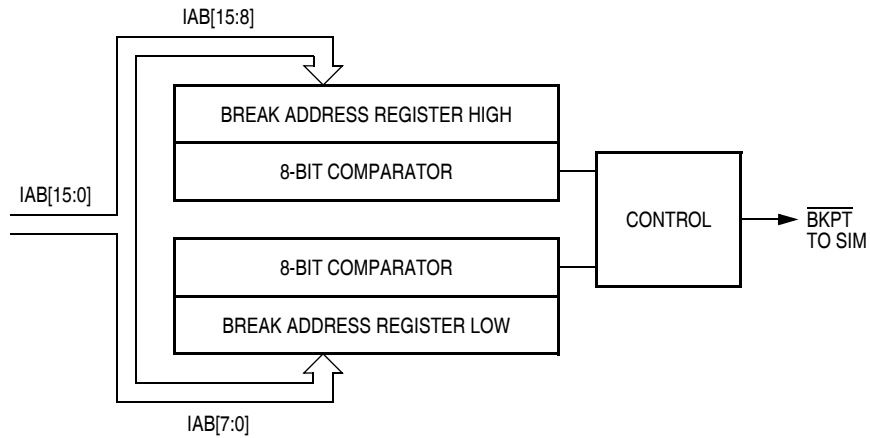 IAB[15:8]
BREAK ADDRESS REGISTER HIGH
8-BIT COMPARATOR
IAB[15:0]
CONTROL
BKPT
TO SIM
8-BIT COMPARATOR
BREAK ADDRESS REGISTER LOW
IAB[7:0]